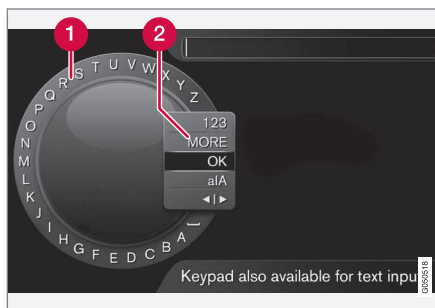 1
2
A B C D E F G H I J K L M N O P Q R S T U V W X Y Z
123
MORE
OK
a|A
◄|►
Keypad also available for text input
G050518